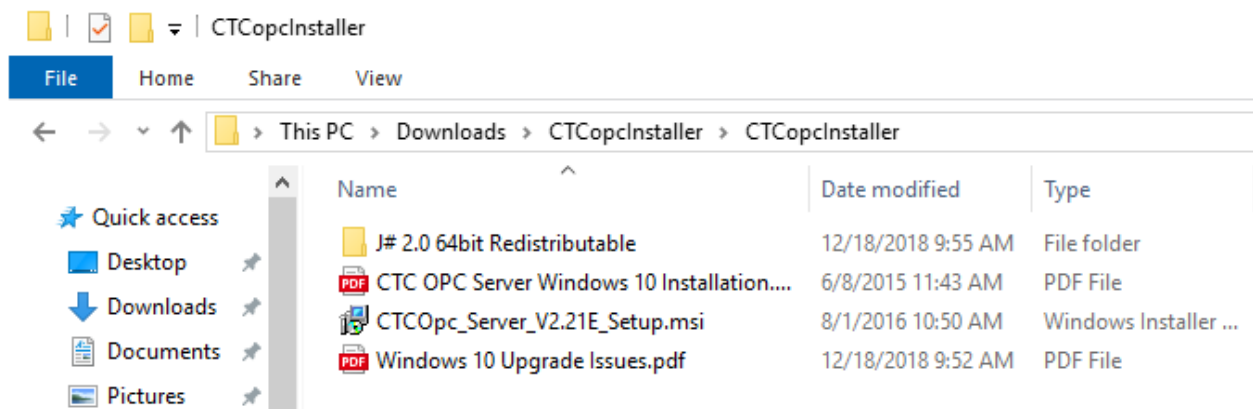 CTCopcInstaller
File Home Share View
This PC > Downloads > CTCopcInstaller > CTCopcInstaller
Name Date modified Type
Quick access
Desktop
Downloads
Documents
Pictures
J# 2.0 64bit Redistributable 12/18/2018 9:55 AM File folder
PDF CTC OPC Server Windows 10 Installation.... 6/8/2015 11:43 AM PDF File
CTCOpc_Server_V2.21E_Setup.msi 8/1/2016 10:50 AM Windows Installer ...
PDF Windows 10 Upgrade Issues.pdf 12/18/2018 9:52 AM PDF File